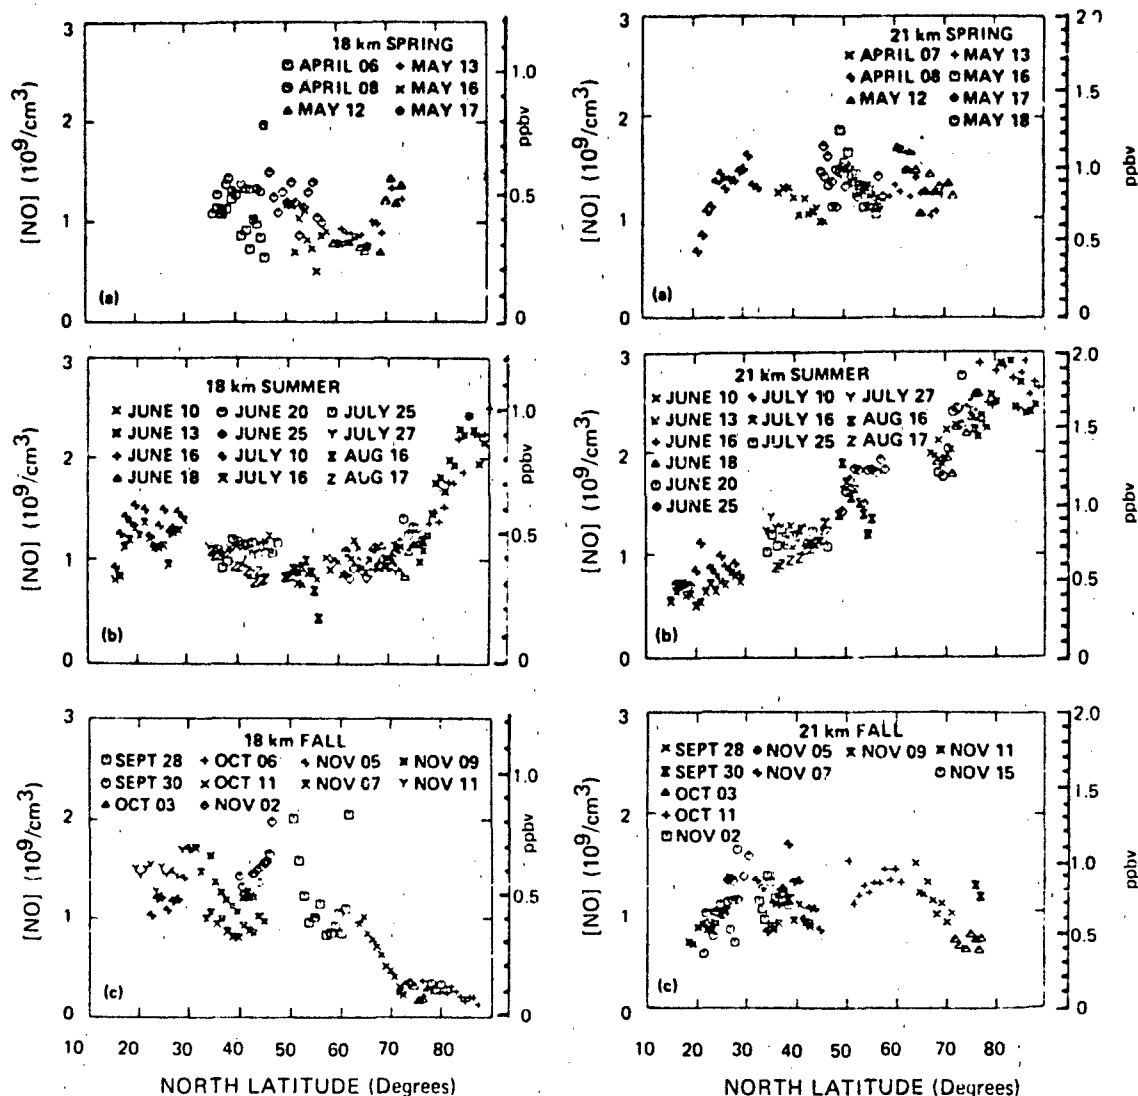 18 km SPRING
APRIL 06 MAY 13
APRIL 08 MAY 16
MAY 12 MAY 17
[NO] (10⁹/cm³)
ppbv
3
2
1
0
1.0
0.5
0
(a)
18 km SUMMER
JUNE 10 JUNE 20 JULY 25
JUNE 13 JUNE 25 JULY 27
JUNE 16 JULY 10 AUG 16
JUNE 18 JULY 16 AUG 17
[NO] (10⁹/cm³)
ppbv
3
2
1
0
1.0
0.5
0
(b)
18 km FALL
SEPT 28 OCT 06 NOV 05 NOV 09
SEPT 30 OCT 11 NOV 07 NOV 11
OCT 03 NOV 02
[NO] (10⁹/cm³)
ppbv
3
2
1
0
1.0
0.5
0
(c)
10 20 30 40 50 60 70 80
NORTH LATITUDE (Degrees)
21 km SPRING
APRIL 07 MAY 13
APRIL 08 MAY 16
MAY 12 MAY 17
MAY 18
[NO] (10⁹/cm³)
ppbv
3
2
1
0
2.0
1.5
1.0
0.5
0
(a)
21 km SUMMER
JUNE 10 JULY 10 JULY 27
JUNE 13 JULY 16 AUG 16
JUNE 16 JULY 25 AUG 17
JUNE 18
JUNE 20
JUNE 25
[NO] (10⁹/cm³)
ppbv
3
2
1
0
2.0
1.5
1.0
0.5
0
(b)
21 km FALL
SEPT 28 NOV 05 NOV 09 NOV 11
SEPT 30 NOV 07 NOV 15
OCT 03
OCT 11
NOV 02
[NO] (10⁹/cm³)
ppbv
3
2
1
0
2.0
1.5
1.0
0.5
0
(c)
10 20 30 40 50 60 70 80
NORTH LATITUDE (Degrees)